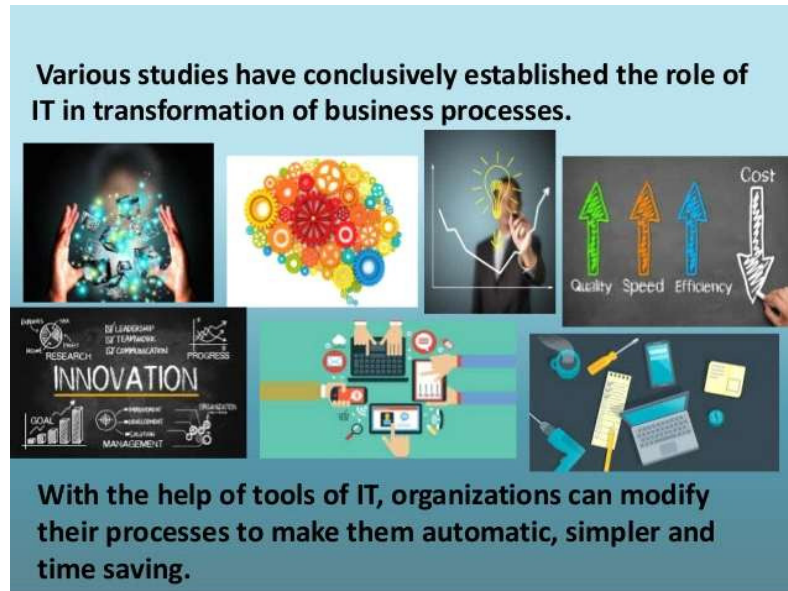 Various studies have conclusively established the role of
IT in transformation of business processes.
Cost
Quality Speed Efficiency
LEADERSHIP
TEAMWORK
COMMUNICATION
RESEARCH
PROGRESS
INNOVATION
GOAL
MANAGEMENT
With the help of tools of IT, organizations can modify
their processes to make them automatic, simpler and
time saving.